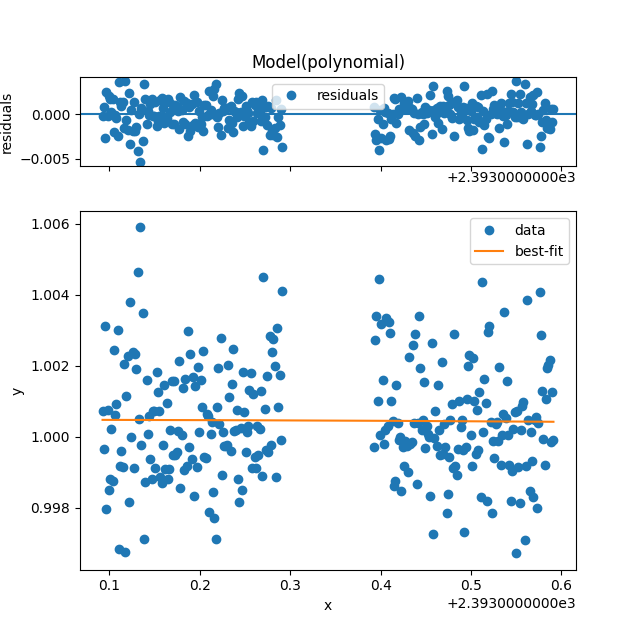 Model(polynomial)
residuals
0.000
−0.005
residuals
+2.3930000000e3
1.006
1.004
1.002
1.000
0.998
y
data
best-fit
0.1
0.2
0.3
0.4
0.5
0.6
x
+2.3930000000e3